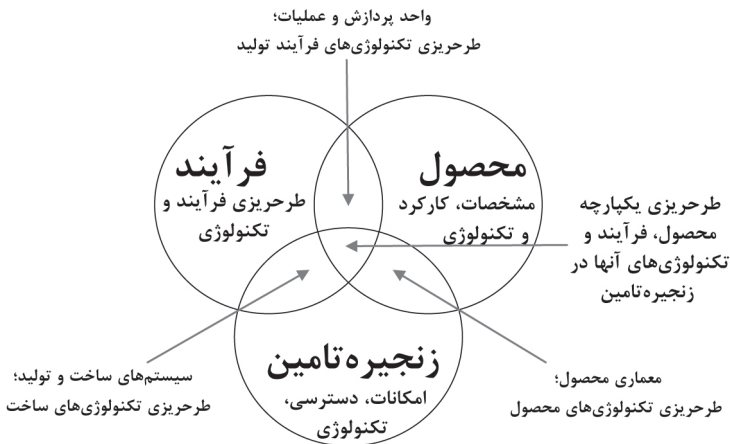 واحد پردازش و عملیات؛
طرحریزی تکنولوژی‌های فرآیند تولید
محصول
مشخصات، کارکرد
و تکنولوژی
فرآیند
طرحریزی فرآیند و
تکنولوژی
طرحریزی یکپارچه
محصول، فرآیند و
تکنولوژی‌های آنها در
زنجیره‌تامین
زنجیره‌تامین
امکانات، دسترسی،
تکنولوژی
معماری محصول؛
طرحریزی تکنولوژی‌های محصول
سیستم‌های ساخت و تولید؛
طرحریزی تکنولوژی‌های ساخت